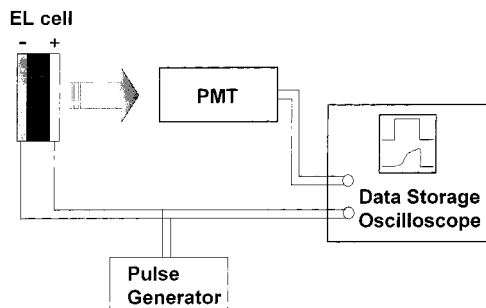 EL cell
- +
PMT
Data Storage
Oscilloscope
Pulse
Generator